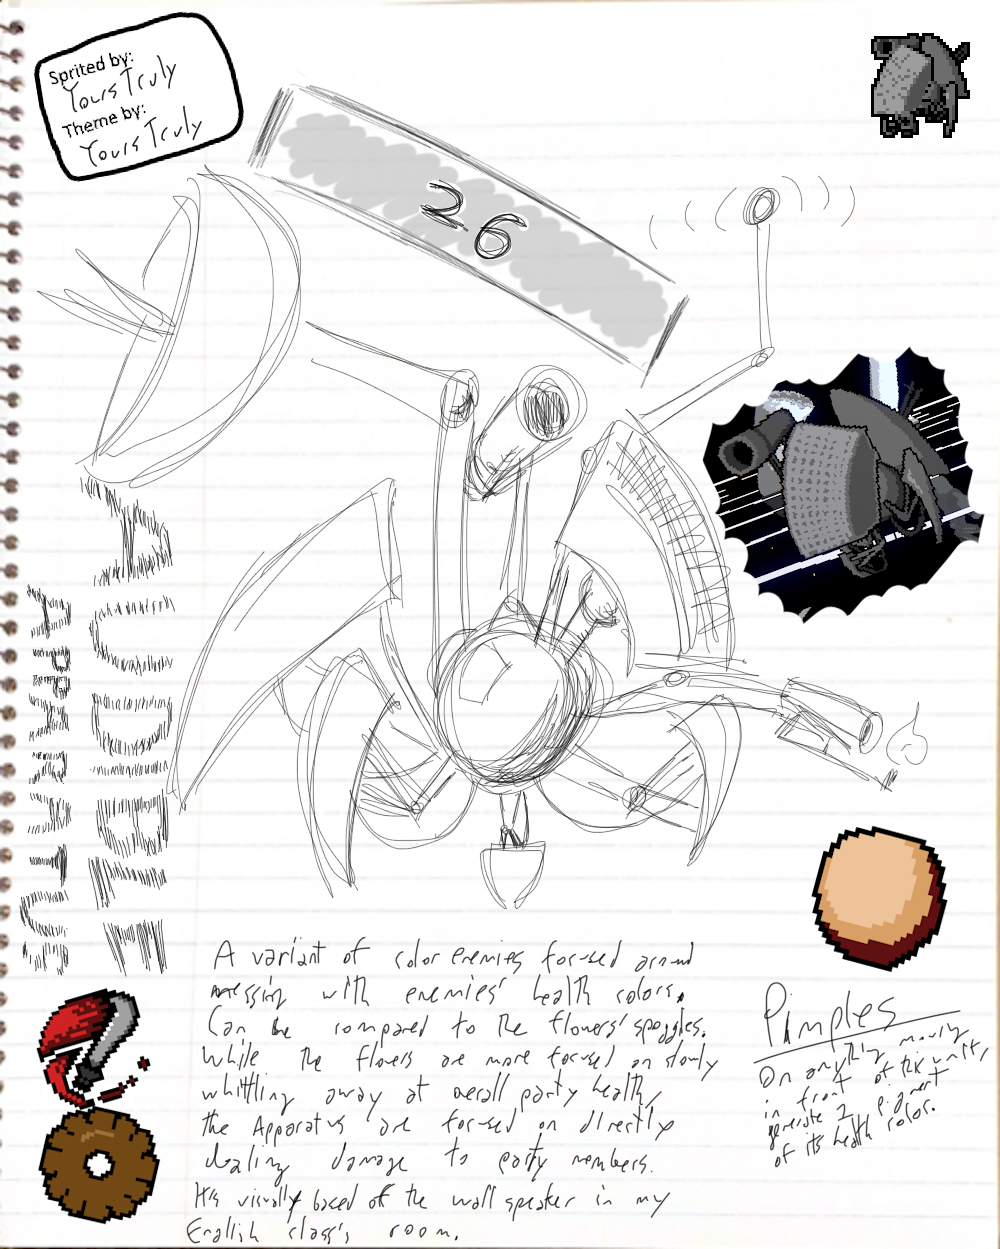 Sprited by:
Yours Truly
Theme by:
Yours Truly
26
A variant of color enemies focused around
messing with enemies' health colors.
Can be compared to the flowers' spoggles.
While the flowers are more focused on slowly
whittling away at overall party health,
the Apparatus are focused on directly
dealing damage to party members.
It's visually based off the wall speaker in my
English class's room.
Pimples
On anything moving
in front of this unit,
generate 2 pigment
of its health color.
APPARATUS